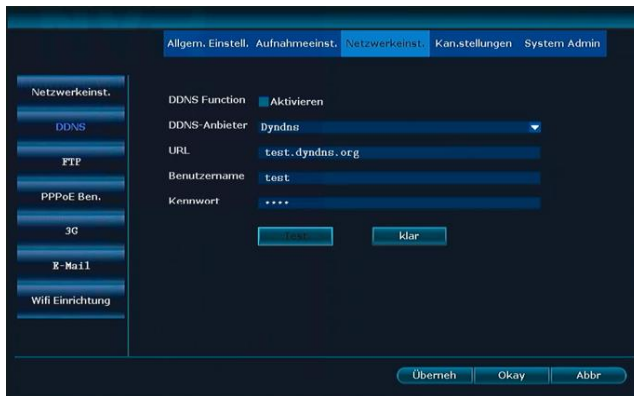 Allgem. Einstell. Aufnahmeeinst. Netzwerkeinst. Kan.stellungen System Admin
Netzwerkeinst.
DDNS
FTP
PPPoE Ben.
3G
E-Mail
Wifi Einrichtung
DDNS Function Aktivieren
DDNS-Anbieter Dyndns
URL test.dyndns.org
Benutzername test
Kennwort ****
Test klar
Überneh Okay Abbr